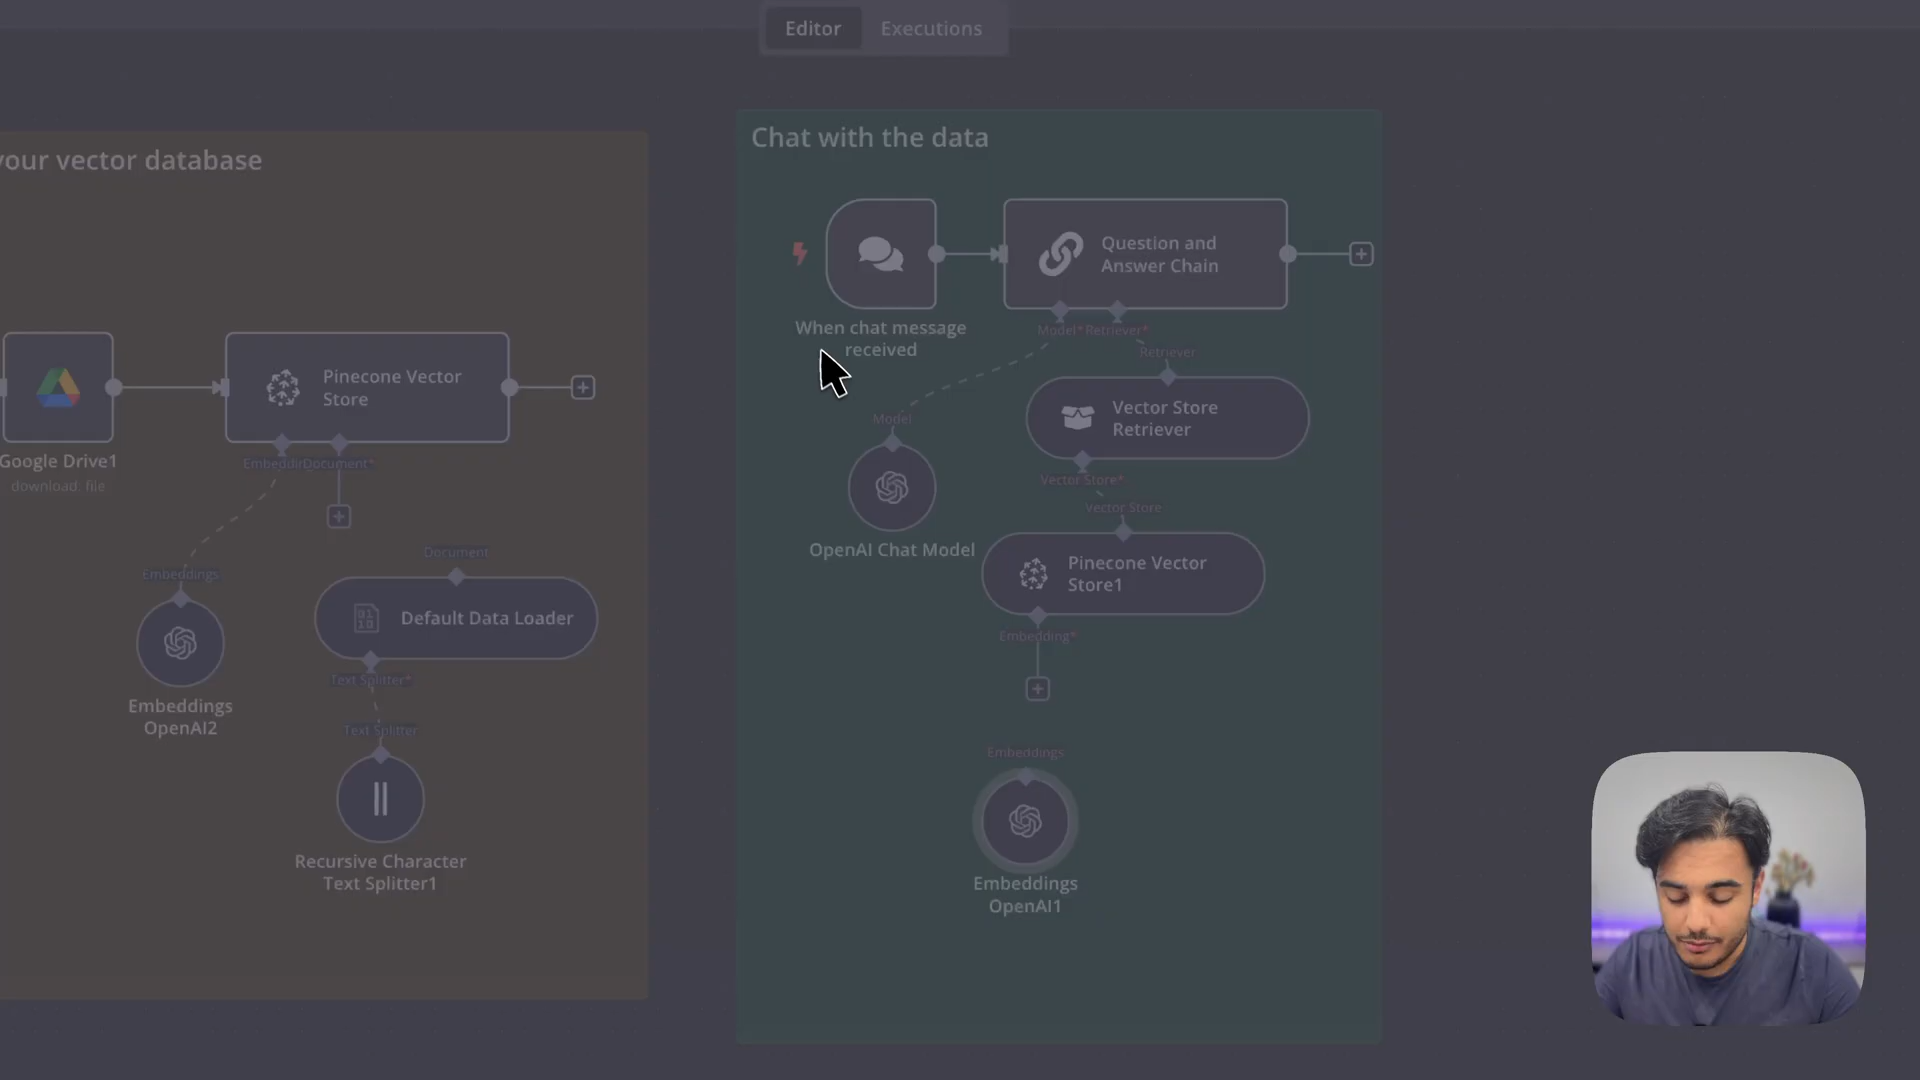 Editor
Executions
your vector database
Google Drive1
download: file
Pinecone Vector
Store
Document*
Embeddings
Embeddings
OpenAI2
Document
Default Data Loader
Text Splitter*
Text Splitter
Recursive Character
Text Splitter1
Chat with the data
When chat message
received
Question and
Answer Chain
Model*
Retriever*
Retriever
Model
OpenAI Chat Model
Vector Store
Retriever
Vector Store*
Vector Store
Pinecone Vector
Store1
Embedding*
Embeddings
Embeddings
OpenAI1